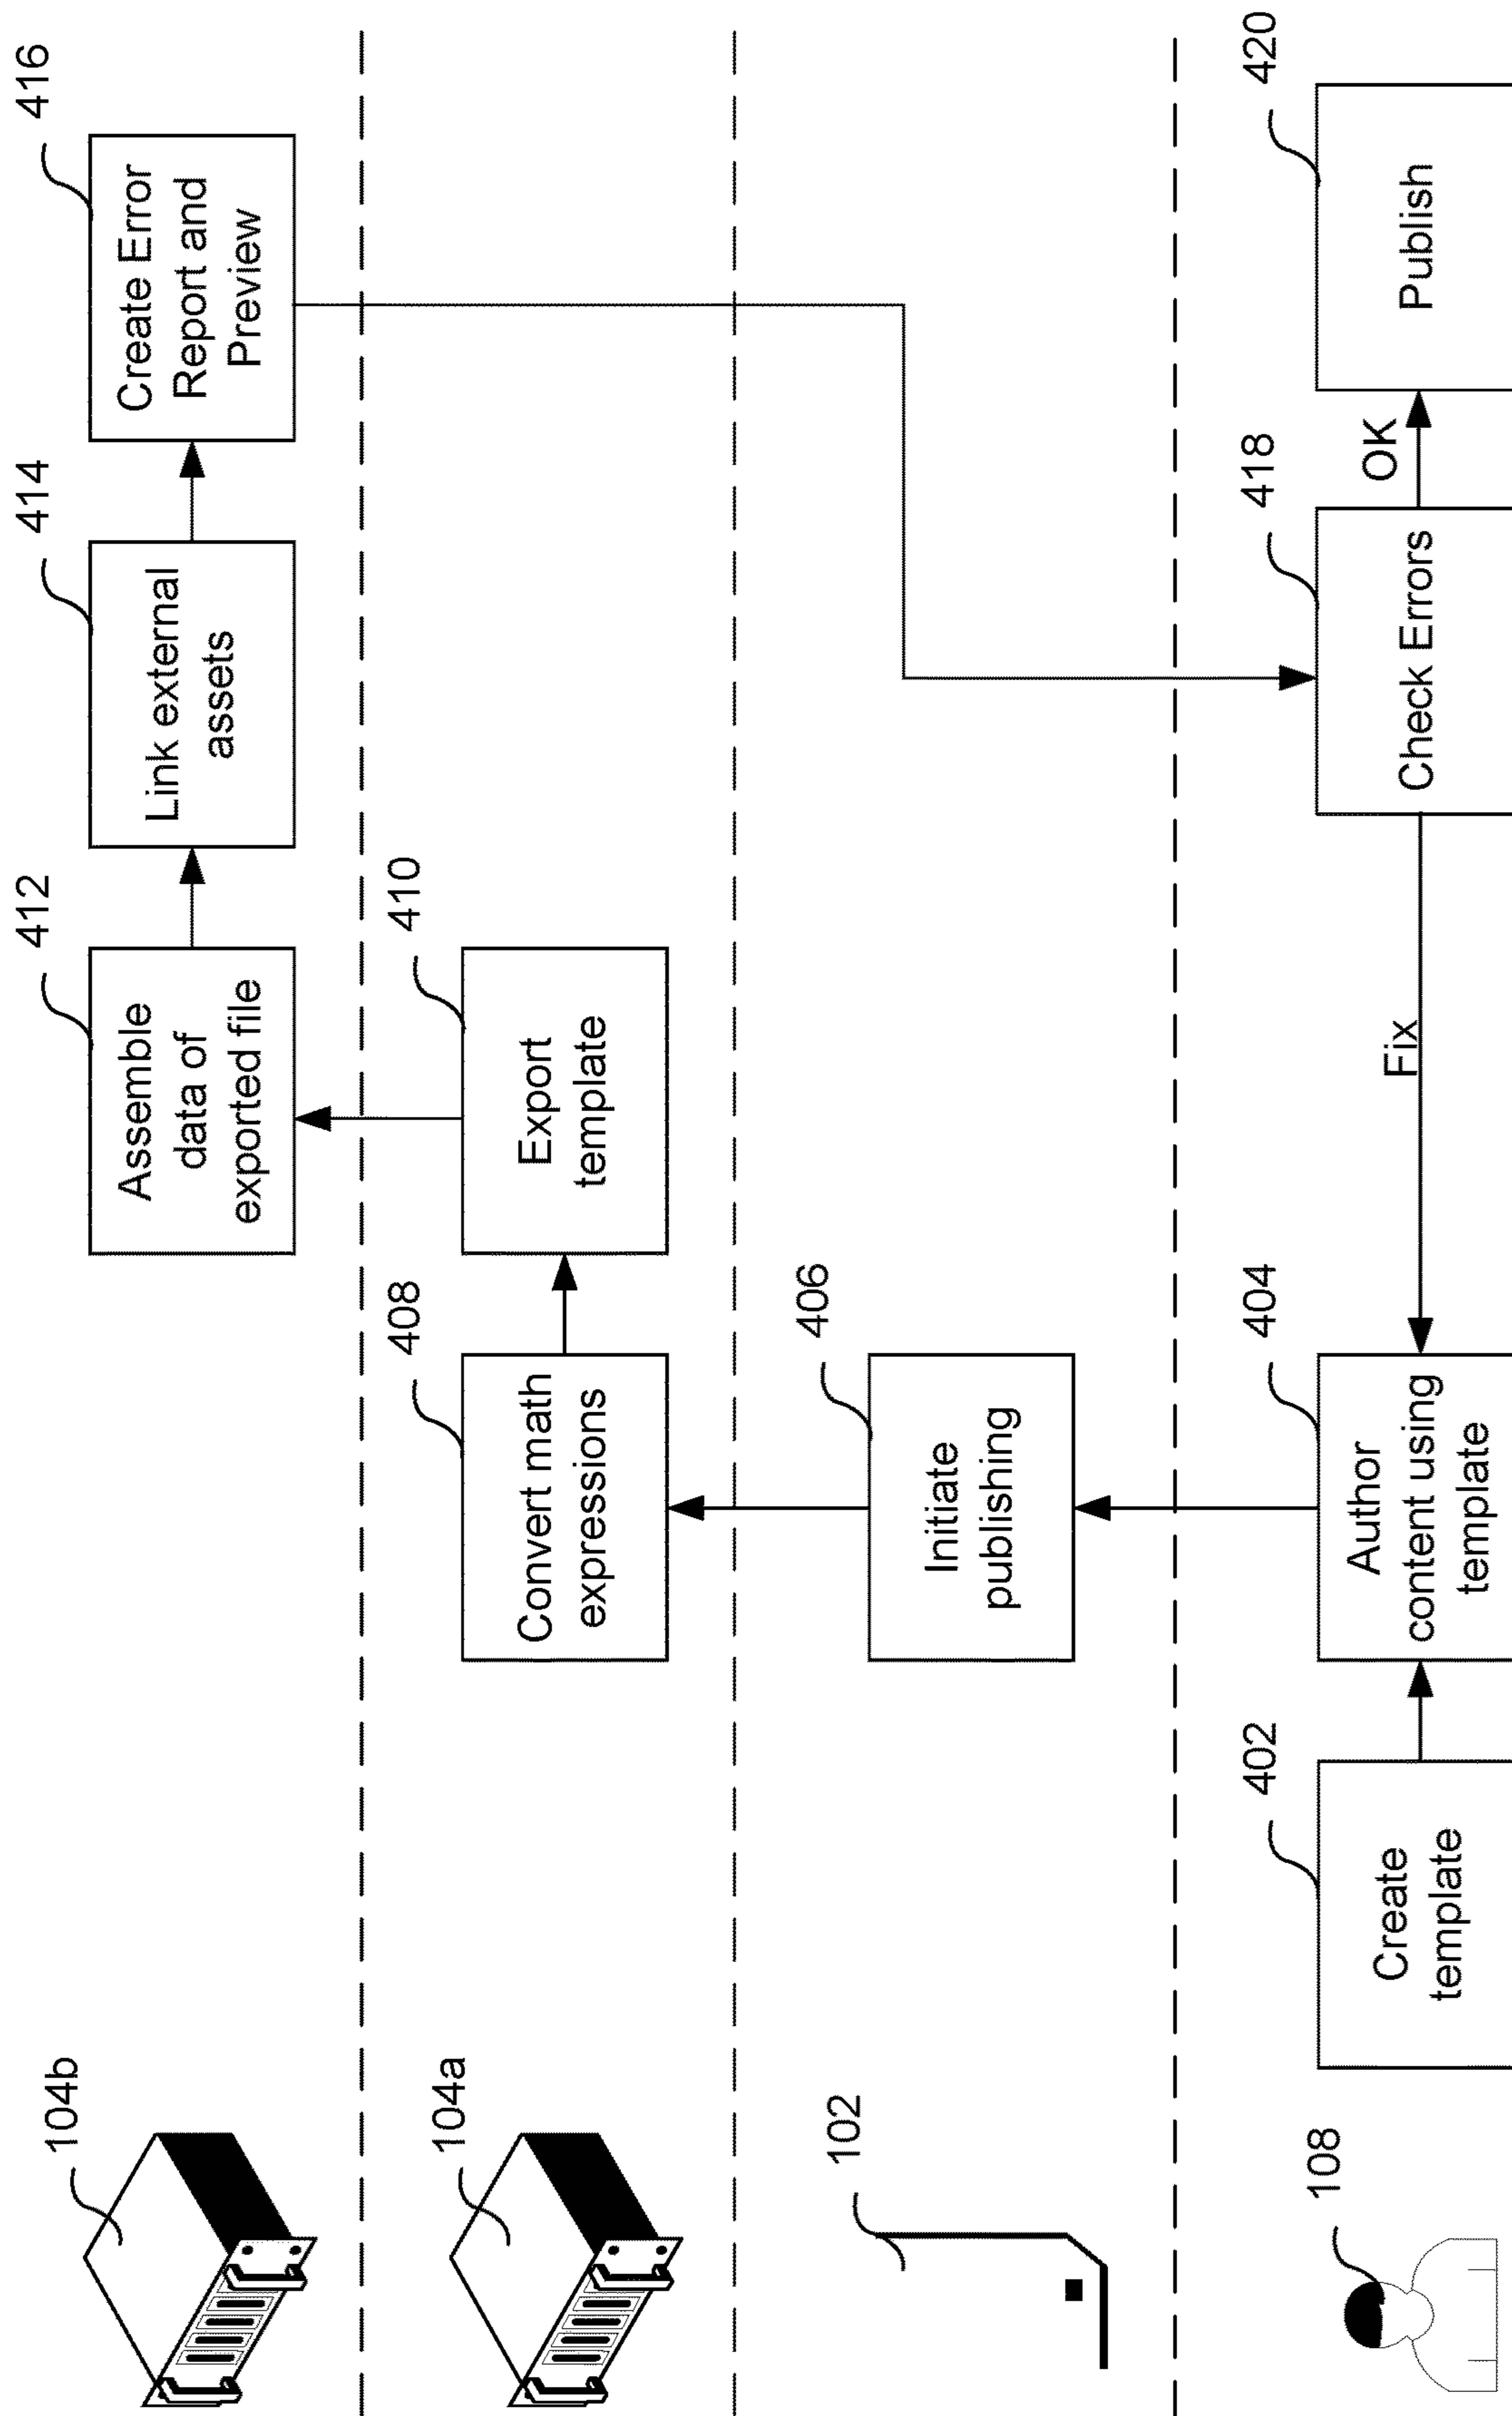 104b
412
Assemble
data of
exported file
414
Link external
assets
416
Create Error
Report and
Preview
104a
408
Convert math
expressions
410
Export
template
102
406
Initiate
publishing
108
402
Create
template
404
Author
content using
template
Fix
418
Check Errors
OK
420
Publish